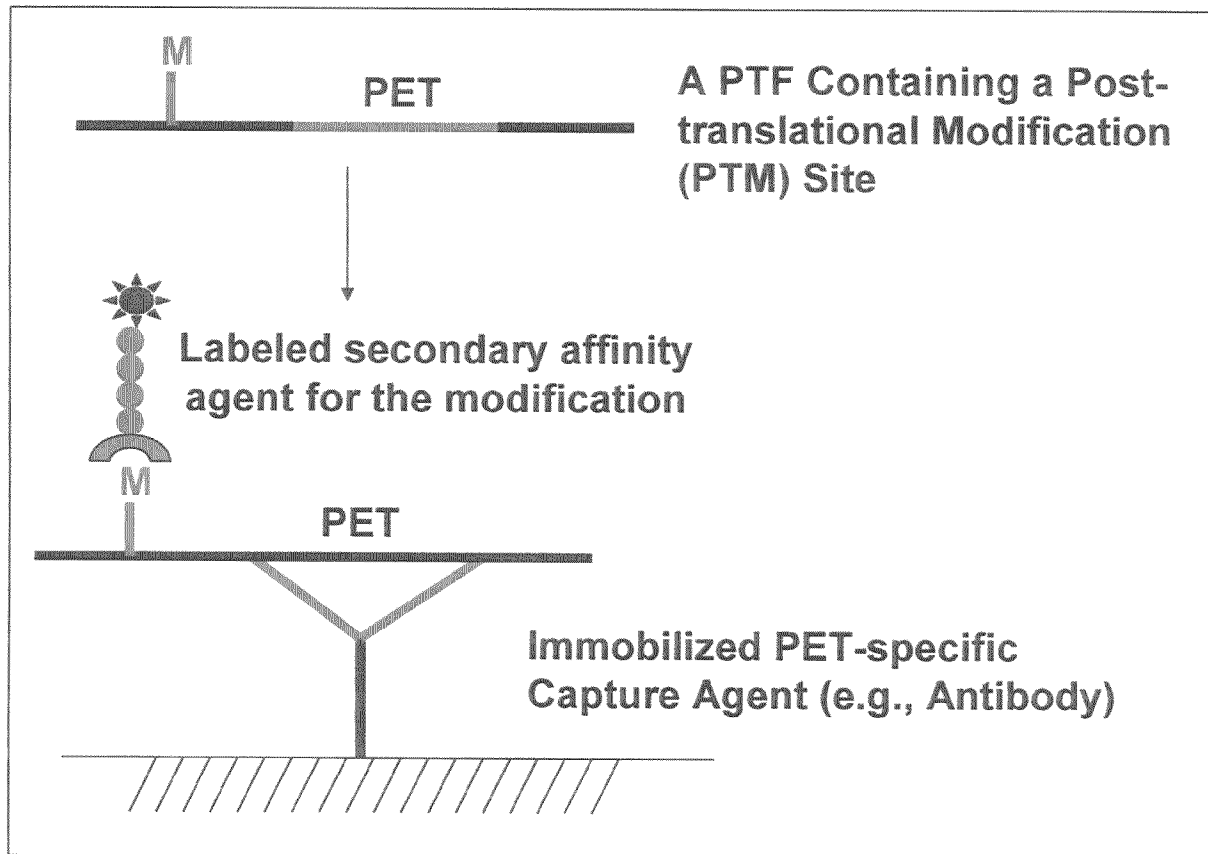 M
PET
A PTF Containing a Post-
translational Modification
(PTM) Site
Labeled secondary affinity
agent for the modification
M
PET
Immobilized PET-specific
Capture Agent (e.g., Antibody)